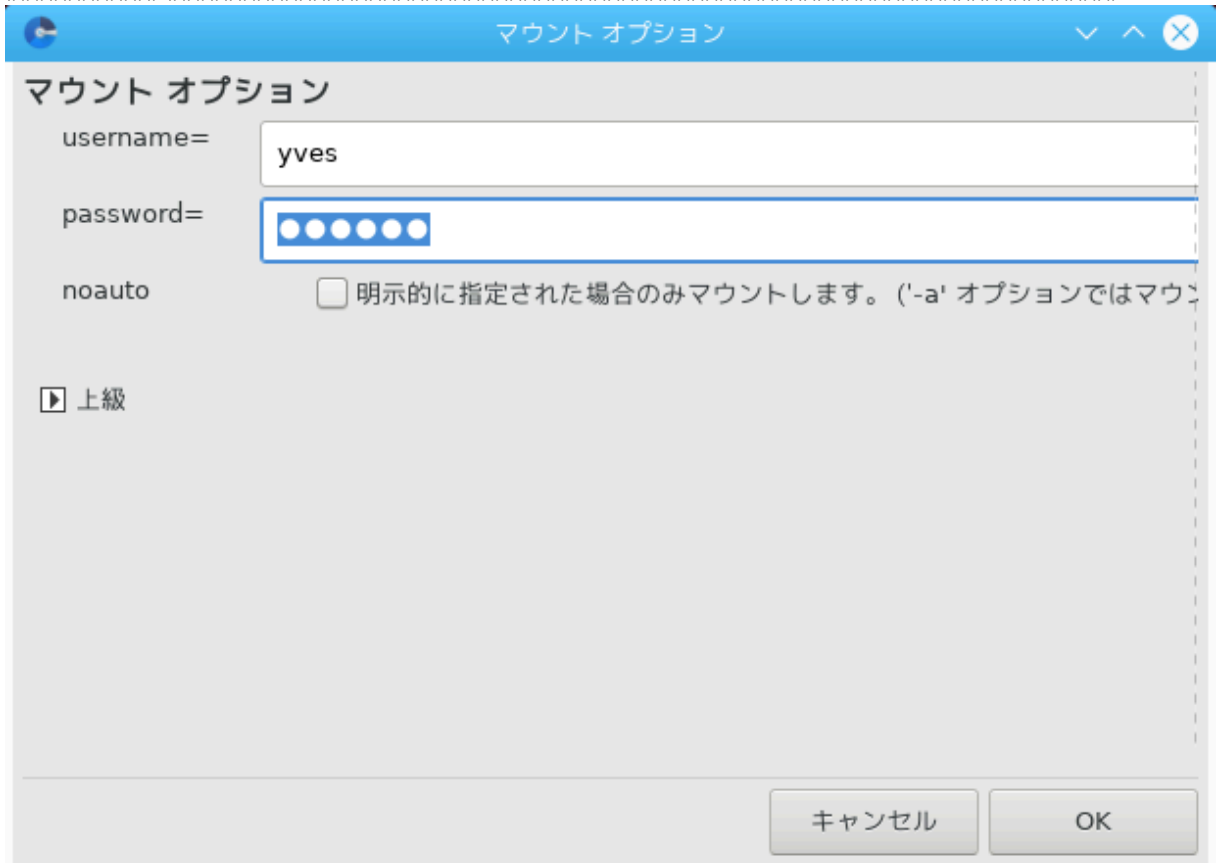 マウント オプション
マウント オプション
username=
yves
password=
●●●●●●
noauto
明示的に指定された場合のみマウントします。 ('-a' オプションではマウ
上級
キャンセル
OK